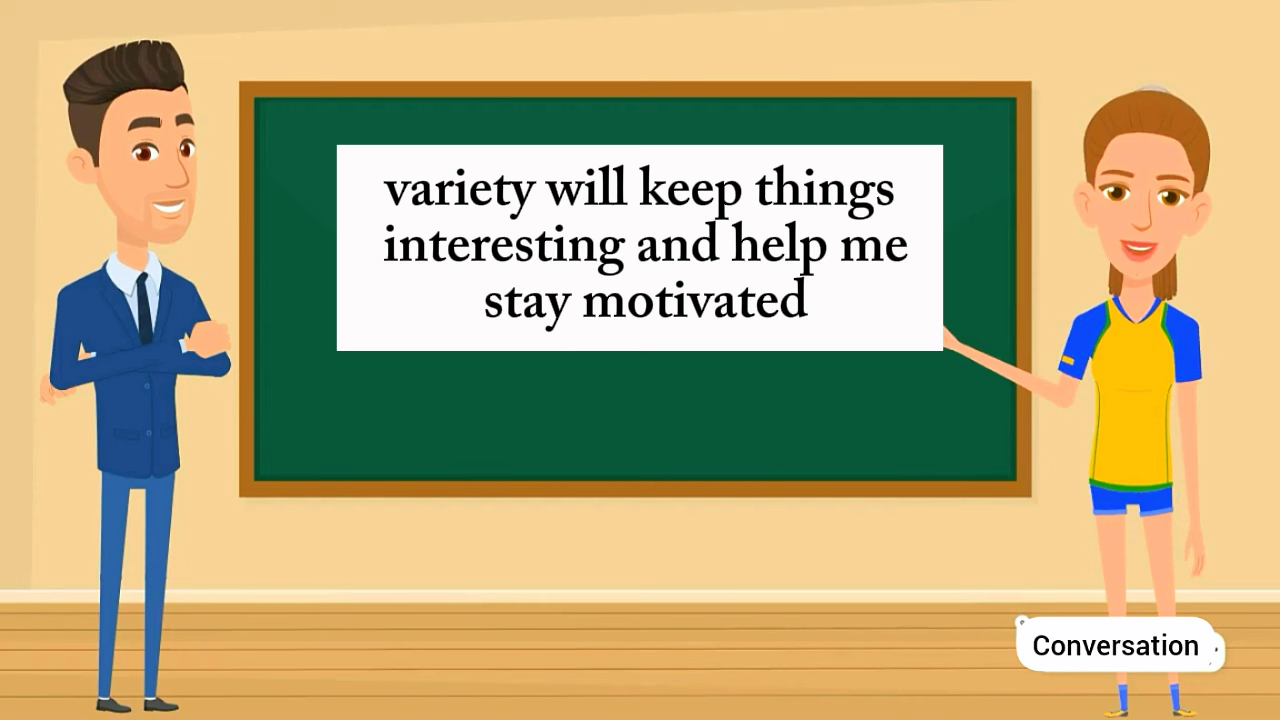 variety will keep things
interesting and help me
stay motivated
Conversation